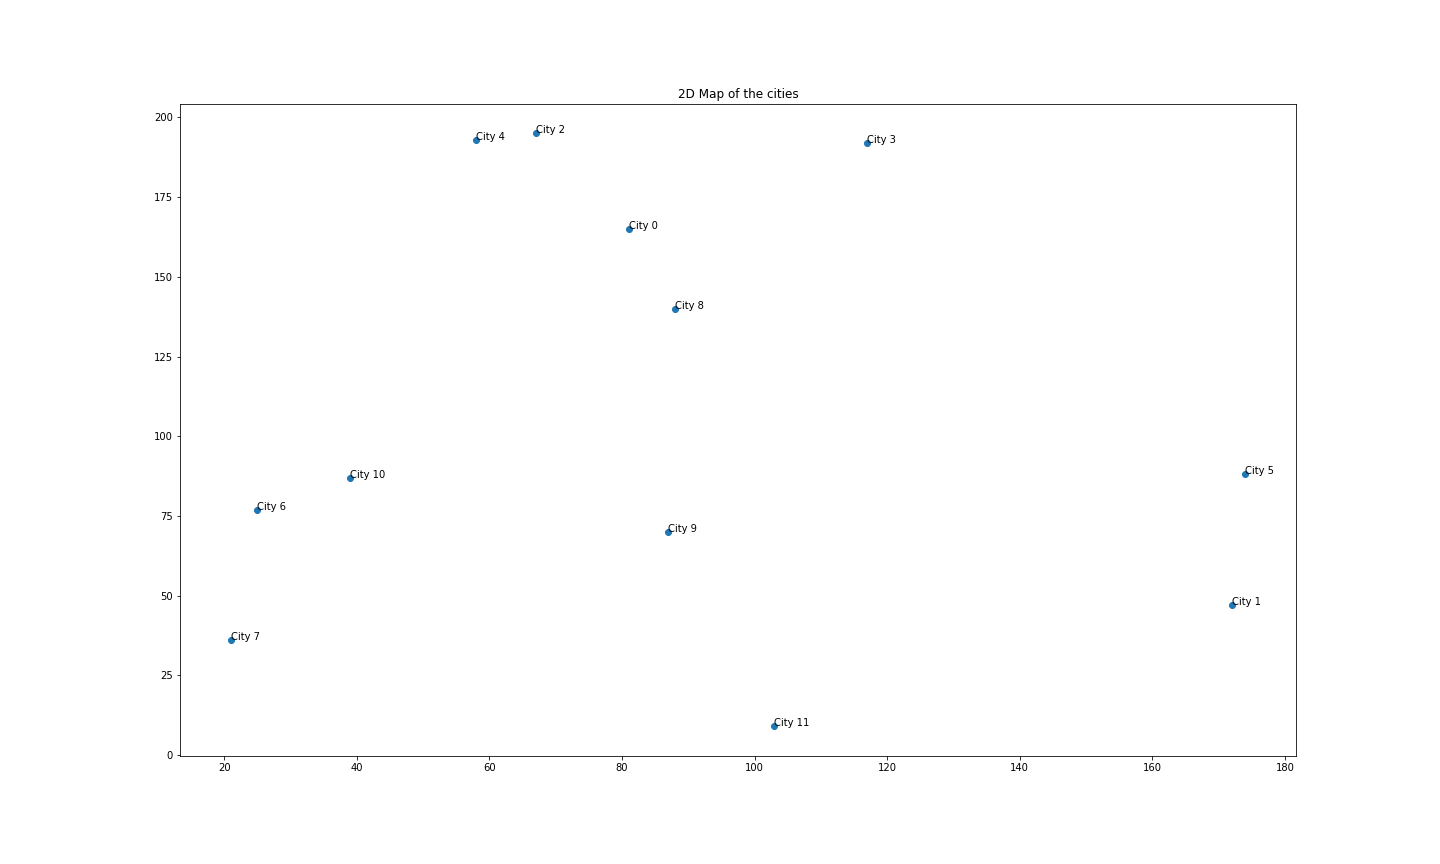 2D Map of the cities
200
City 4
City 2
City 3
175
City 0
150
City 8
125
100
City 10
City 5
75
City 6
City 9
50
City 1
City 7
25
City 11
0
20 40 60 80 100 120 140 160 180